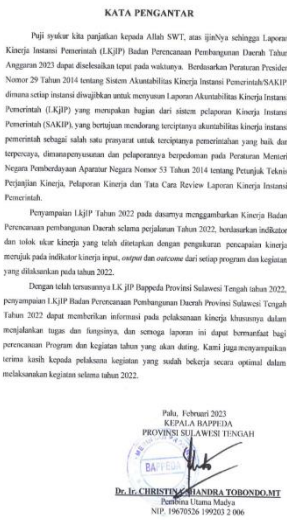 KATA PENGANTAR
Puji syukur kita panjatkan kepada Allah SWT, atas ijinNya sehingga Laporan
Kinerja Instansi Pemerintah (LKjIP) Badan Perencanaan Pembangunan Daerah Tahun
Anggaran 2023 dapat diselesaikan tepat pada waktunya. Berdasarkan Peraturan Presiden
Nomor 29 Tahun 2014 tentang Sistem Akuntabilitas Kinerja Instansi Pemerintah/SAKIP
dimana setiap instansi diwajibkan untuk menyusun Laporan Akuntabilitas Kinerja Instansi
Pemerintah (LKjIP) yang merupakan bagian dari sistem pelaporan Kinerja Instansi
Pemerintah (SAKIP), yang bertujuan mendorong terciptanya akuntabilitas kinerja instansi
pemerintah sebagai salah satu prasyarat untuk terciptanya pemerintahan yang baik dan
terpercaya, dimanapenyusunan dan pelaporannya berpedoman pada Peraturan Menteri
Negara Pemberdayaan Aparatur Negara Nomor 53 Tahun 2014 tentang Petunjuk Teknis
Perjanjian Kinerja, Pelaporan Kinerja dan Tata Cara Review Laporan Kinerja Instansi
Pemerintah.
Penyampaian LkjIP Tahun 2022 pada dasarnya menggambarkan Kinerja Badan
Perencanaan pembangunan Daerah selama perjalanan Tahun 2022, berdasarkan indikator
dan tolok ukur kinerja yang telah ditetapkan dengan pengukuran pencapaian kinerja
merujuk pada indikator kinerja input, output dan outcome dari setiap program dan kegiatan
yang dilaksankan pada tahun 2022.
Dengan telah tersusunnya LK jIP Bappeda Provinsi Sulawesi Tengah tahun 2022,
penyampaian LKjIP Badan Perencanaan Pembangunan Daerah Provinsi Sulawesi Tengah
Tahun 2022 dapat memberikan informasi pada pelaksanaan kinerja khususnya dalam
menjalankan tugas dan fungsinya, dan semoga laporan ini dapat bermanfaat bagi
perencanaan Program dan Kegiatan tahun yang akan datang. Kami juga menyampaikan
terima kasih kepada pelaksana kegiatan yang sudah bekerja secara optimal dalam
melaksanakan kegiatan selama tahun 2022.
Palu, Februari 2023
KEPALA BAPPEDA
PROVINSI SULAWESI TENGAH
BAPPEDA
Dr. Ir. CHRISTINA SHANDRA TOBONDO,MT
Pembina Utama Madya
NIP. 19670526 199203 2 006